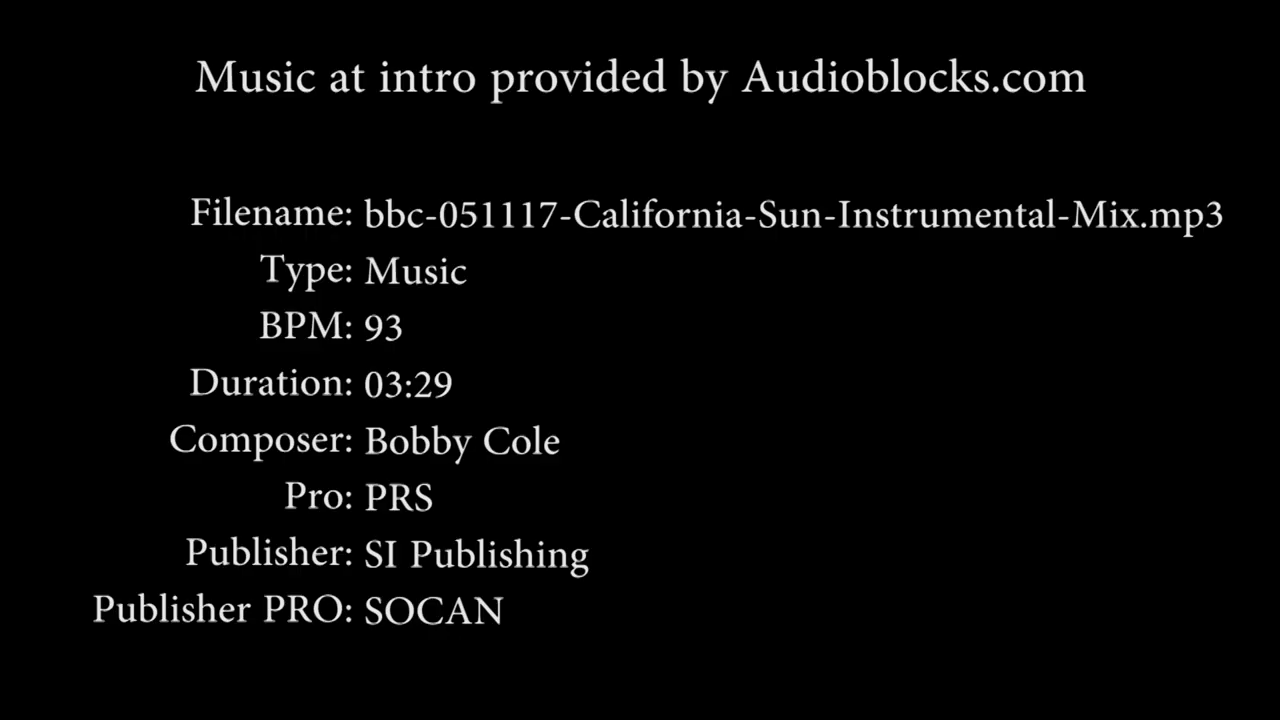 Music at intro provided by Audioblocks.com
Filename: bbc-051117-California-Sun-Instrumental-Mix.mp3
Type: Music
BPM: 93
Duration: 03:29
Composer: Bobby Cole
Pro: PRS
Publisher: SI Publishing
Publisher PRO: SOCAN